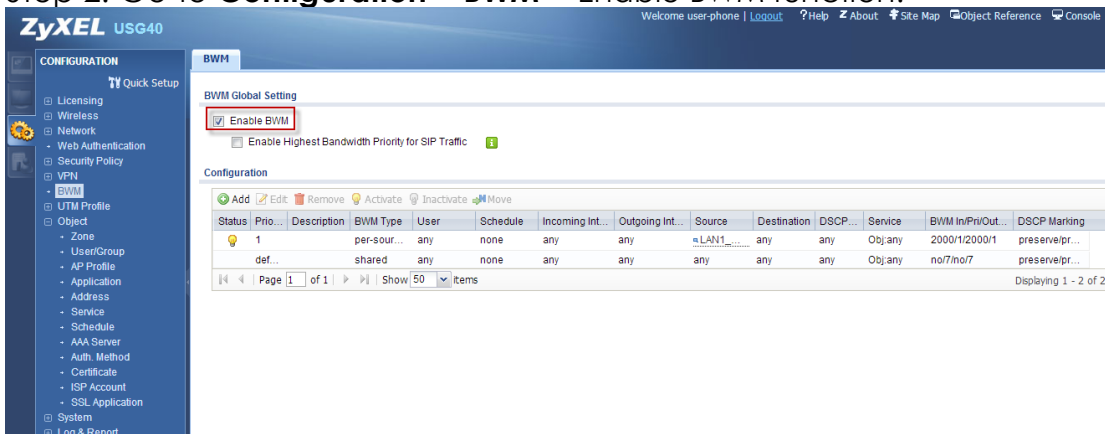 ZyXEL USG40
Welcome user-phone | Logout ?Help Z About Site Map Object Reference Console
CONFIGURATION
Quick Setup
Licensing
Wireless
Network
Web Authentication
Security Policy
VPN
BWM
UTM Profile
Object
Zone
User/Group
AP Profile
Application
Address
Service
Schedule
AAA Server
Auth. Method
Certificate
ISP Account
SSL Application
System
Log & Report
BWM
BWM Global Setting
Enable BWM
Enable Highest Bandwidth Priority for SIP Traffic
Configuration
Add Edit Remove Activate Inactivate Move
Status Prio... Description BWM Type User Schedule Incoming Int... Outgoing Int... Source Destination DSCP... Service BWM In/Pri/Out... DSCP Marking
1 per-sour... any none any any LAN1_... any any Obj:any 2000/1/2000/1 preserve/pr...
def... shared any none any any any any any Obj:any no/7/no/7 preserve/pr...
Page 1 of 1 Show 50 items
Displaying 1 - 2 of 2